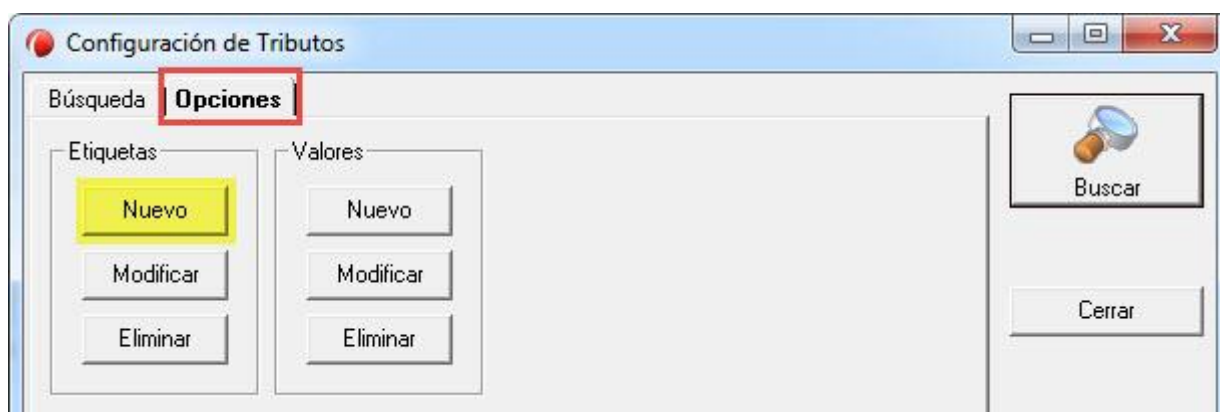 Configuración de Tributos
Búsqueda Opciones
Etiquetas Valores
Nuevo Nuevo
Modificar Modificar
Eliminar Eliminar
Buscar
Cerrar